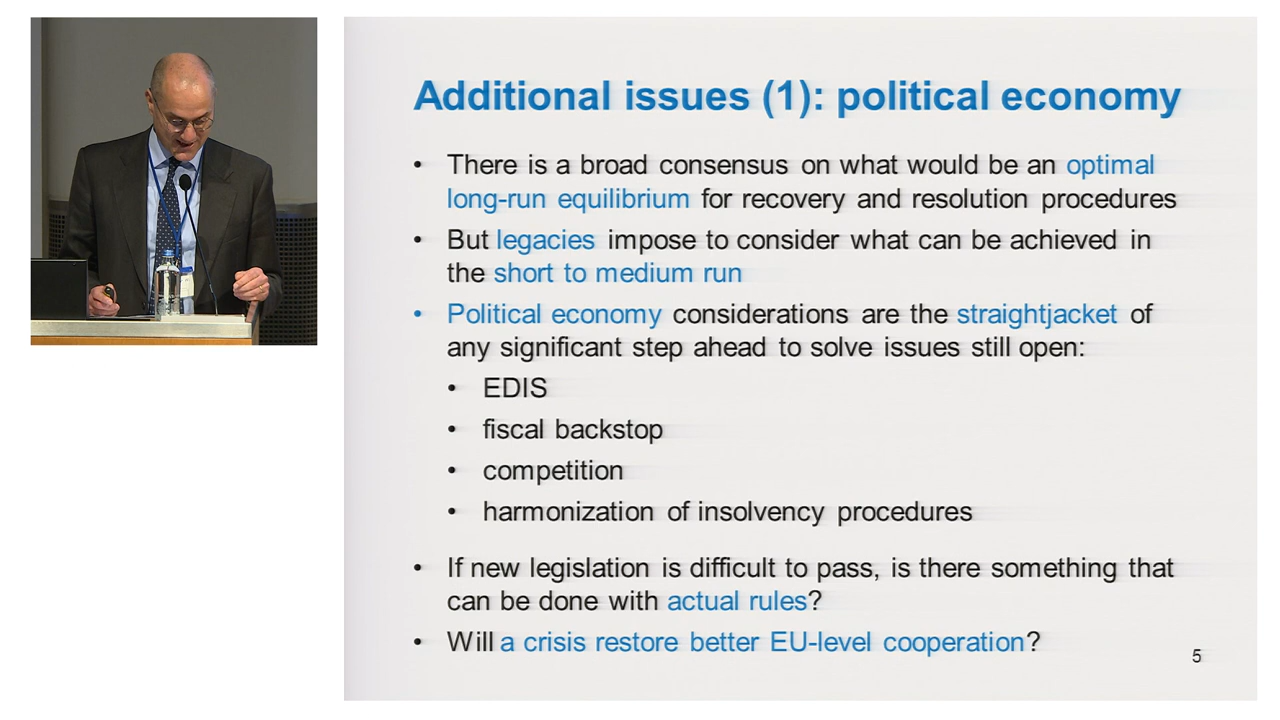 Additional issues (1): political economy
• There is a broad consensus on what would be an optimal
long-run equilibrium for recovery and resolution procedures
• But legacies impose to consider what can be achieved in
the short to medium run
• Political economy considerations are the straightjacket of
any significant step ahead to solve issues still open:
• EDIS
• fiscal backstop
• competition
• harmonization of insolvency procedures
• If new legislation is difficult to pass, is there something that
can be done with actual rules?
• Will a crisis restore better EU-level cooperation?
5